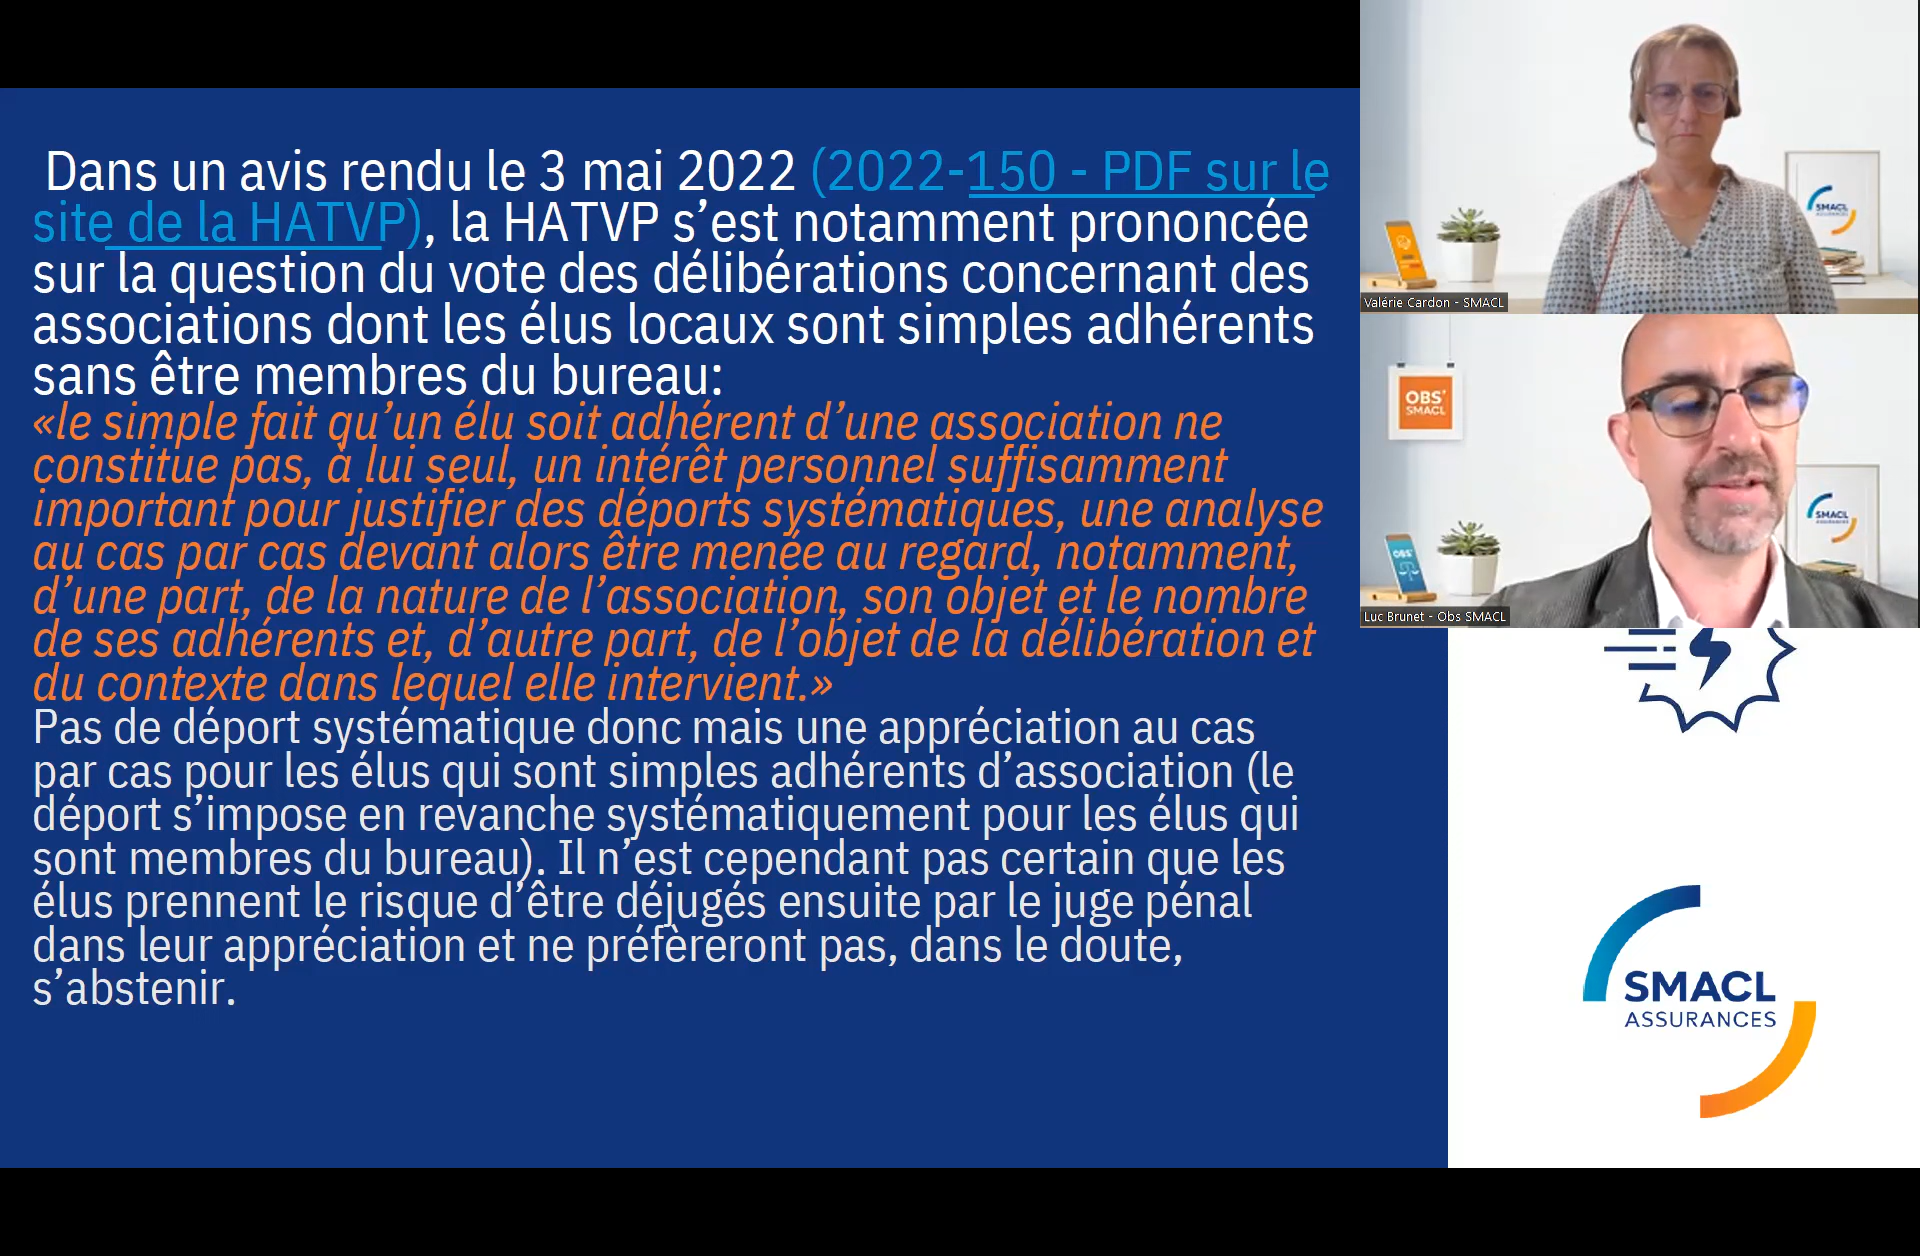 Dans un avis rendu le 3 mai 2022 (2022-150 - PDF sur le
site de la HATVP), la HATVP s’est notamment prononcée
sur la question du vote des délibérations concernant des
associations dont les élus locaux sont simples adhérents
sans être membres du bureau:
«le simple fait qu’un élu soit adhérent d’une association ne
constitue pas, à lui seul, un intérêt personnel suffisamment
important pour justifier des déports systématiques, une analyse
au cas par cas devant alors être menée au regard, notamment,
d’une part, de la nature de l’association, son objet et le nombre
de ses adhérents et, d’autre part, de l’objet de la délibération et
du contexte dans lequel elle intervient.»
Pas de déport systématique donc mais une appréciation au cas
par cas pour les élus qui sont simples adhérents d’association (le
déport s’impose en revanche systématiquement pour les élus qui
sont membres du bureau). Il n’est cependant pas certain que les
élus prennent le risque d’être déjugés ensuite par le juge pénal
dans leur appréciation et ne préfèreront pas, dans le doute,
s’abstenir.
SMACL
ASSURANCES
Valérie Cardon - SMACL
OBS’
SMACL
SMACL
ASSURANCES
OBS’
Luc Brunet - Obs SMACL
SMACL
ASSURANCES